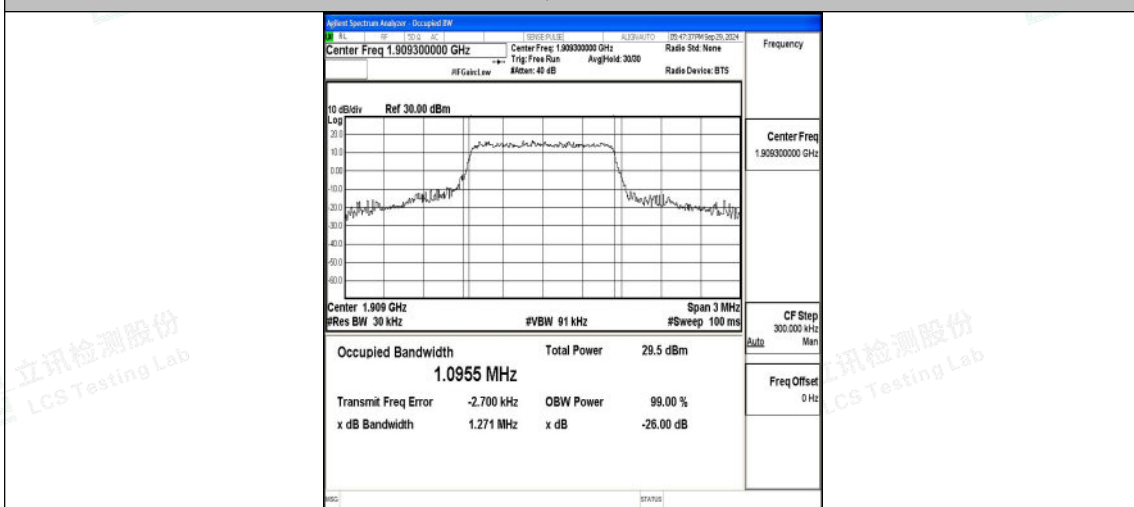 Agilent Spectrum Analyzer - Occupied BW
RL RF 50 Ω AC SENSE:PULSE ALIGNAUTO 05:47:37PM Sep 29, 2024
Center Freq 1.909300000 GHz
Center Freq: 1.909300000 GHz
Radio Std: None
Trig: Free Run Avg|Hold: 30/30
#IFGain:Low
#Atten: 40 dB
Radio Device: BTS
Frequency
10 dB/div Ref 30.00 dBm
Log
20.0
10.0
0.00
-10.0
-20.0
-30.0
-40.0
-50.0
-60.0
Center 1.909 GHz
Span 3 MHz
#Res BW 30 kHz
#VBW 91 kHz
#Sweep 100 ms
Occupied Bandwidth
1.0955 MHz
Total Power 29.5 dBm
Transmit Freq Error -2.700 kHz
OBW Power 99.00 %
x dB Bandwidth 1.271 MHz
x dB -26.00 dB
Center Freq
1.909300000 GHz
CF Step
300.000 kHz
Auto Man
Freq Offset
0 Hz
MSG
STATUS
立讯检测股份
LCS Testing Lab
立讯检测股份
LCS Testing Lab